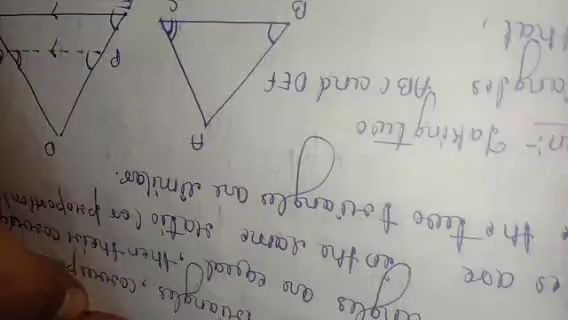 triangles,
angles are equal, then their
es are in the same ratio (or proportion)
the two triangles are similar.
n:- Taking two
angles ABC and DEF
that,
A
D
P
B
C